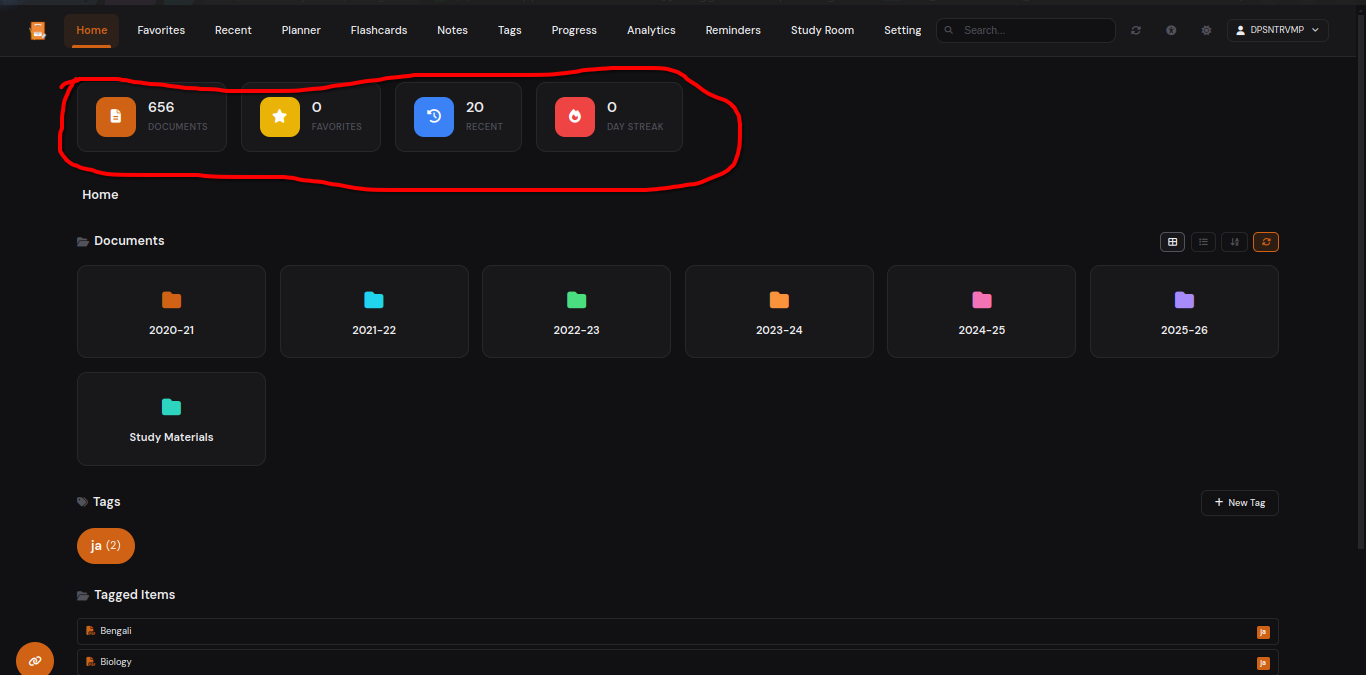 Home Favorites Recent Planner Flashcards Notes Tags Progress Analytics Reminders Study Room Setting Search... DPSNTRVMP
656 0 20 0
DOCUMENTS FAVORITES RECENT DAY STREAK
Home
Documents
2020-21 2021-22 2022-23 2023-24 2024-25 2025-26
Study Materials
Tags + New Tag
ja (2)
Tagged Items
Bengali ja
Biology ja